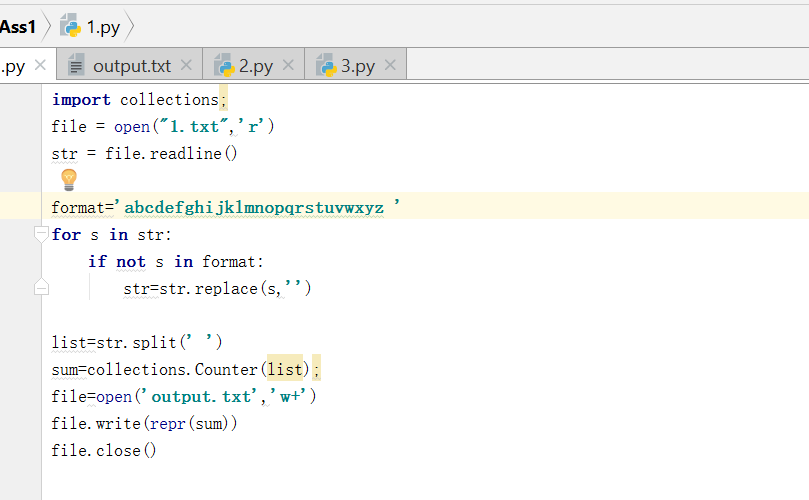 Ass1 1.py
.py output.txt 2.py 3.py
import collections;
file = open("1.txt",'r')
str = file.readline()
format='abcdefghijklmnopqrstuvwxyz '
for s in str:
    if not s in format:
        str=str.replace(s,'')
list=str.split(' ')
sum=collections.Counter(list);
file=open('output.txt','w+')
file.write(repr(sum))
file.close()